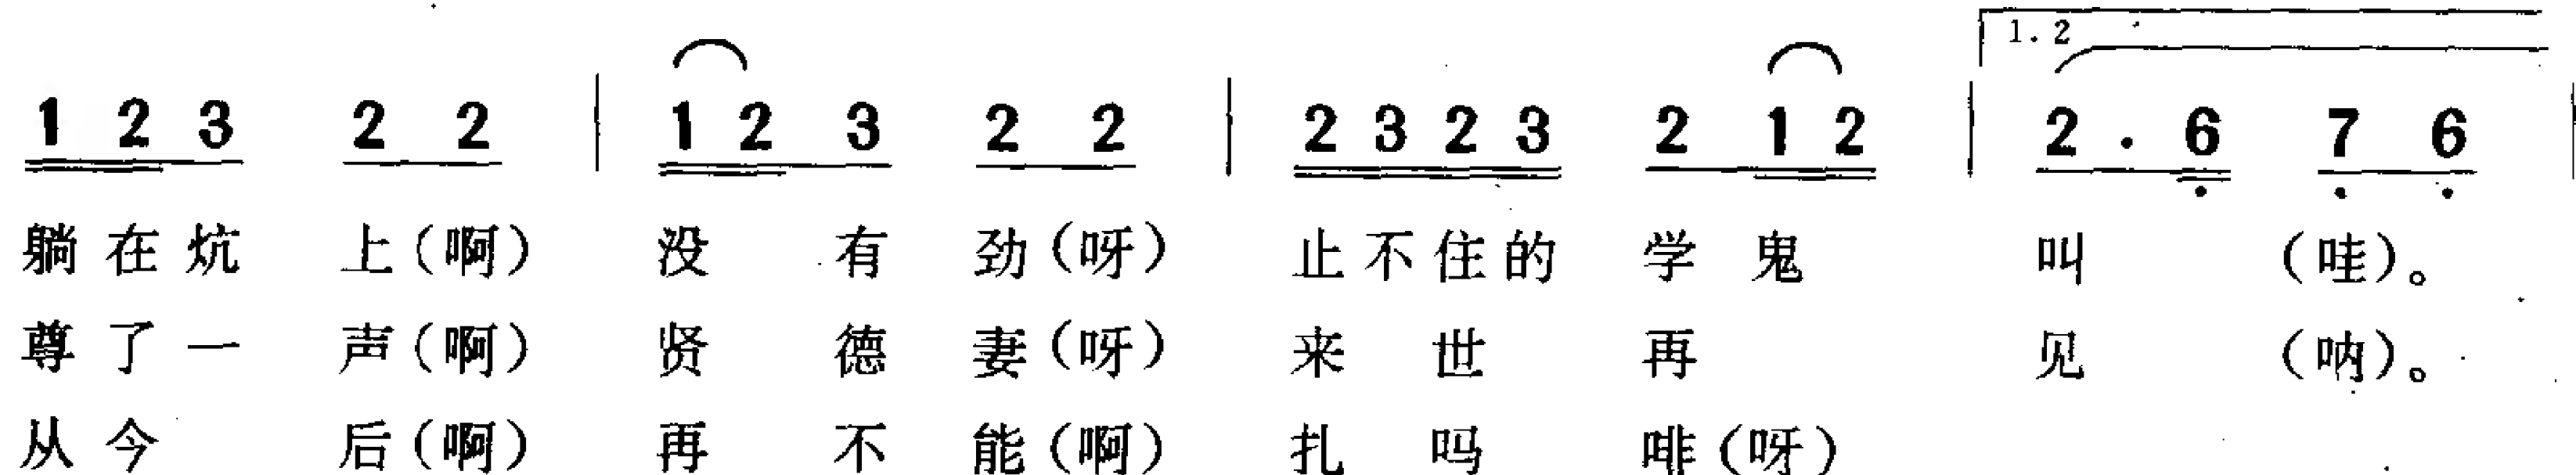 1.2
1 2 3 2 2 | 1 2 3 2 2 | 2 3 2 3 2 1 2 | 2 . 6 7 6 |
躺在炕 上(啊) 没 有 劲(呀) 止不住的 学 鬼 叫 (哇)。
尊了一 声(啊) 贤 德 妻(呀) 来 世 再 见 (呐)。
从今 后(啊) 再 不 能(啊) 扎 吗 啡(呀)